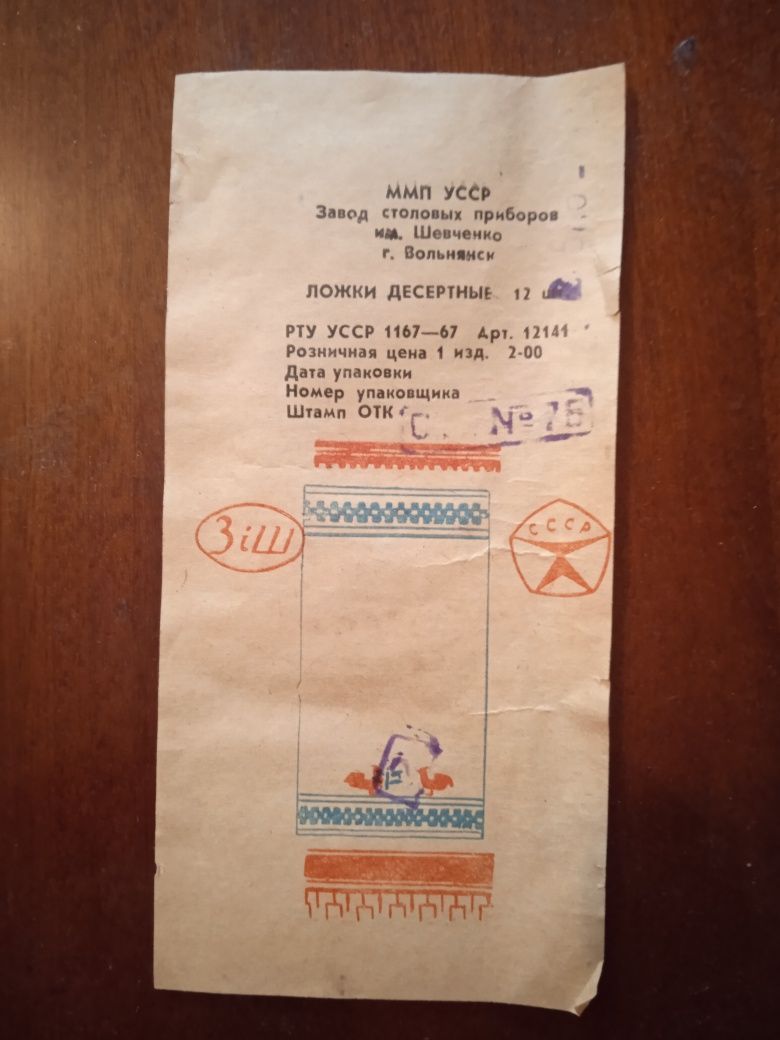 ММП УССР
Завод столовых приборов
им. Шевченко
г. Вольнянск
ЛОЖКИ ДЕСЕРТНЫЕ 12
РТУ УССР 1167—67 Арт. 12141
Розничная цена 1 изд. 2-00
Дата упаковки
Номер упаковщика
Штамп ОТК
№
ЗіШ
СССР